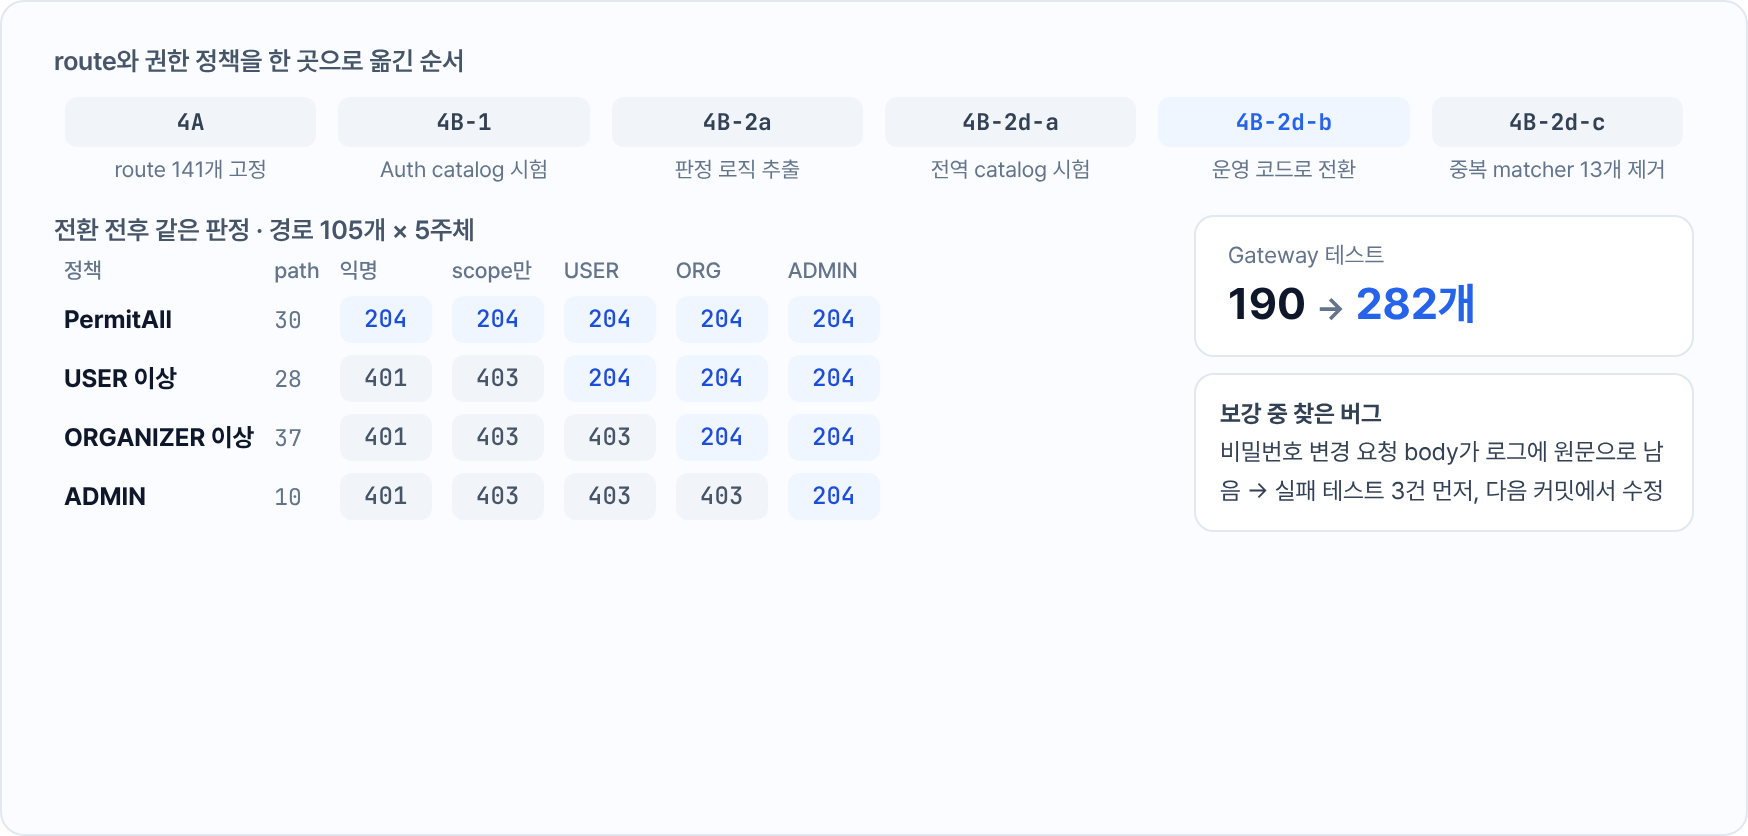 route와 권한 정책을 한 곳으로 옮긴 순서
4A 4B-1 4B-2a 4B-2d-a 4B-2d-b 4B-2d-c
route 141개 고정 Auth catalog 시험 판정 로직 추출 전역 catalog 시험 운영 코드로 전환 중복 matcher 13개 제거
전환 전후 같은 판정 · 경로 105개 × 5주체
정책 path 익명 scope만 USER ORG ADMIN
PermitAll 30 204 204 204 204 204
USER 이상 28 401 403 204 204 204
ORGANIZER 이상 37 401 403 403 204 204
ADMIN 10 401 403 403 403 204
Gateway 테스트
190 → 282개
보강 중 찾은 버그
비밀번호 변경 요청 body가 로그에 원문으로 남
음 → 실패 테스트 3건 먼저, 다음 커밋에서 수정